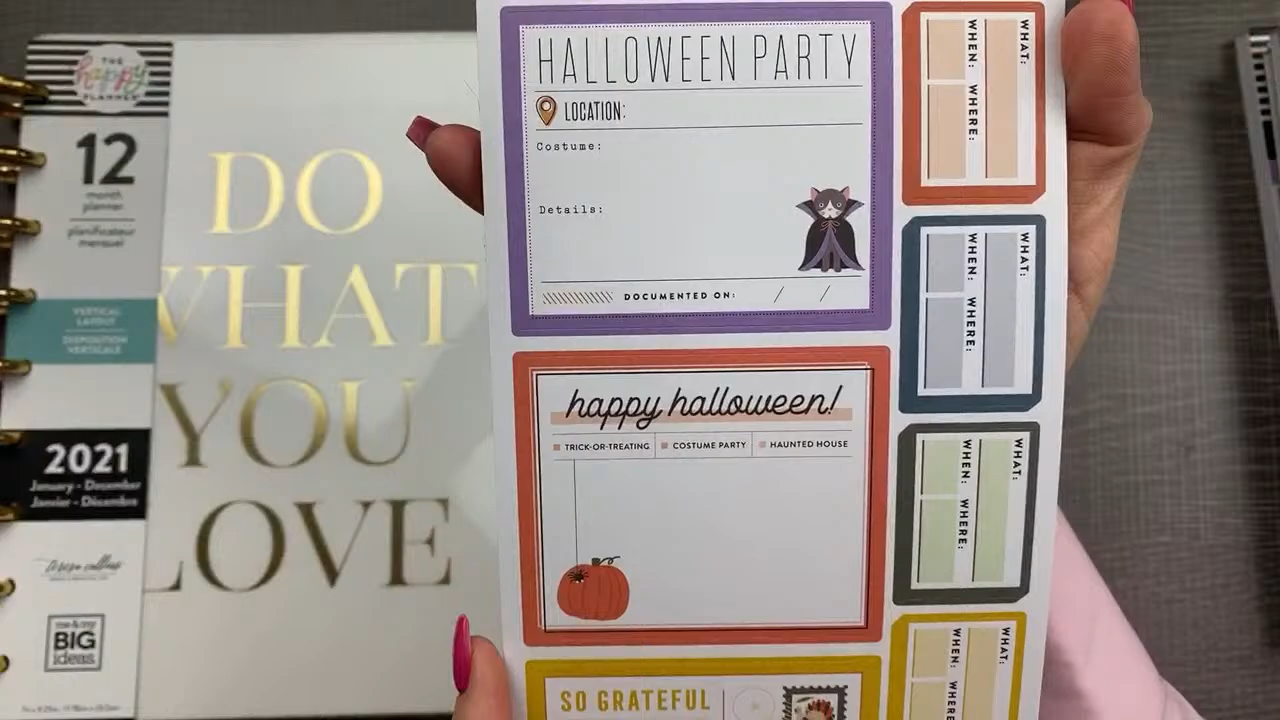 THE
happy
PLANNER
12
month
planner
planificateur
mensuel
VERTICAL
LAYOUT
DISPOSITION
VERTICALE
2021
January - December
Janvier - Décembre
me & my
BIG
ideas
DO
WHAT
YOU
LOVE
HALLOWEEN PARTY
LOCATION:
Costume:
Details:
DOCUMENTED ON: / /
happy halloween!
TRICK-OR-TREATING COSTUME PARTY HAUNTED HOUSE
SO GRATEFUL
WHAT:
WHEN: WHERE:
WHAT:
WHEN: WHERE:
WHAT:
WHEN: WHERE:
WHAT:
WHEN: WHERE: